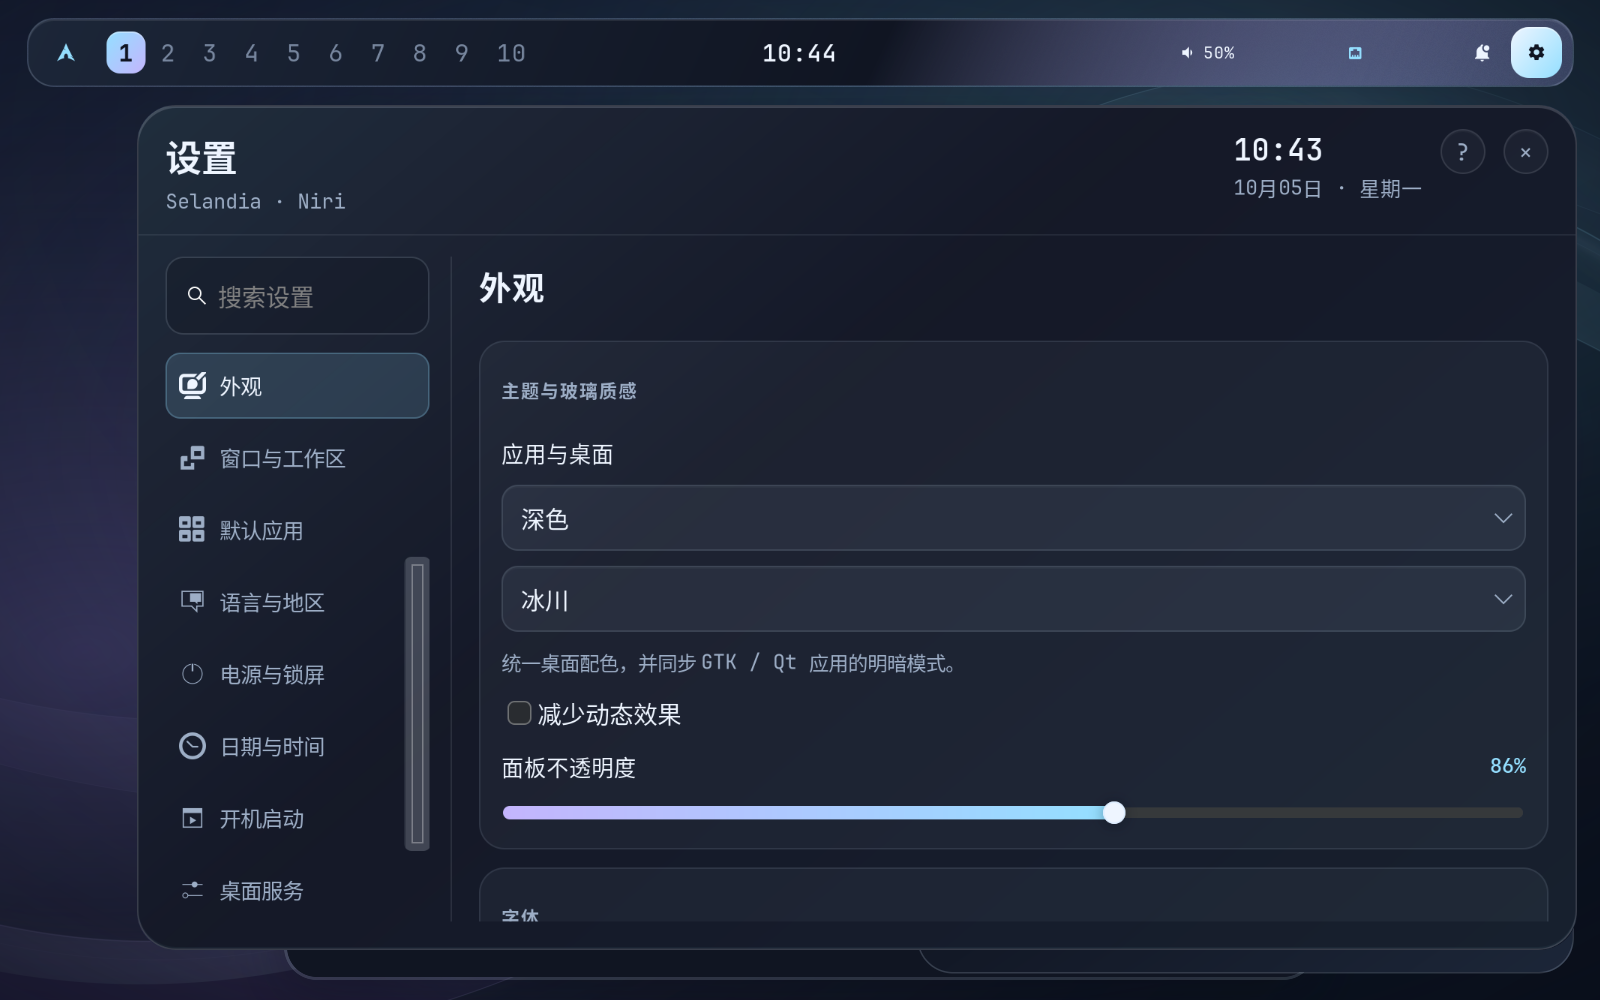 1 2 3 4 5 6 7 8 9 10
10:44
50%
设置
Selandia · Niri
10:43
10月05日 · 星期一
?
×
搜索设置
外观
窗口与工作区
默认应用
语言与地区
电源与锁屏
日期与时间
开机启动
桌面服务
外观
主题与玻璃质感
应用与桌面
深色
冰川
统一桌面配色，并同步 GTK / Qt 应用的明暗模式。
减少动态效果
面板不透明度
86%
字体